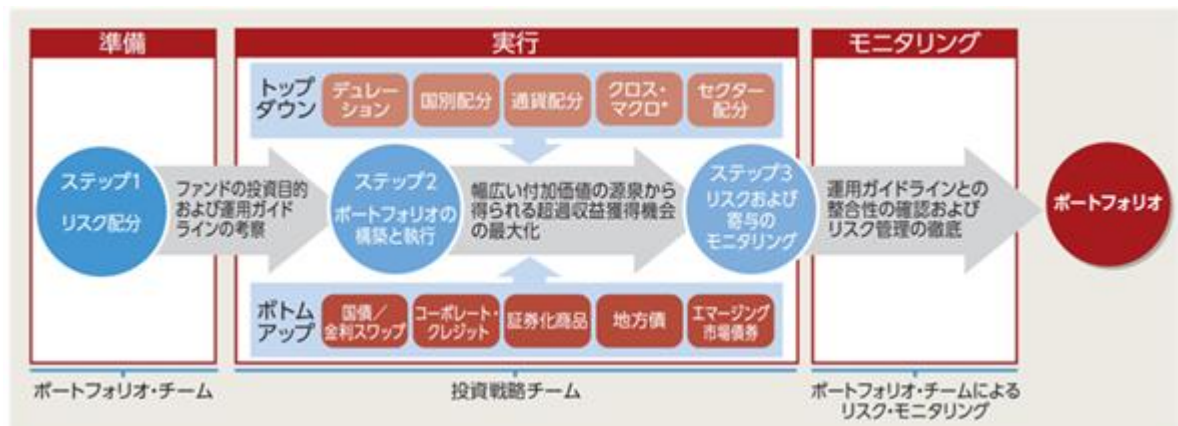 準備
実行
モニタリング
トップ
ダウン
デュレー
ション
国別配分
通貨配分
クロス・
マクロ*
セクター
配分
ステップ1
リスク配分
ファンドの投資目的
および運用ガイド
ラインの考察
ステップ2
ポートフォリオの
構築と執行
幅広い付加価値の源泉から
得られる超過収益獲得機会
の最大化
ステップ3
リスクおよび
寄与の
モニタリング
運用ガイドラインとの
整合性の確認および
リスク管理の徹底
ポートフォリオ
ボトム
アップ
国債／
金利スワップ
コーポレート・
クレジット
証券化商品
地方債
エマージング
市場債券
ポートフォリオ・チーム
投資戦略チーム
ポートフォリオ・チームによる
リスク・モニタリング